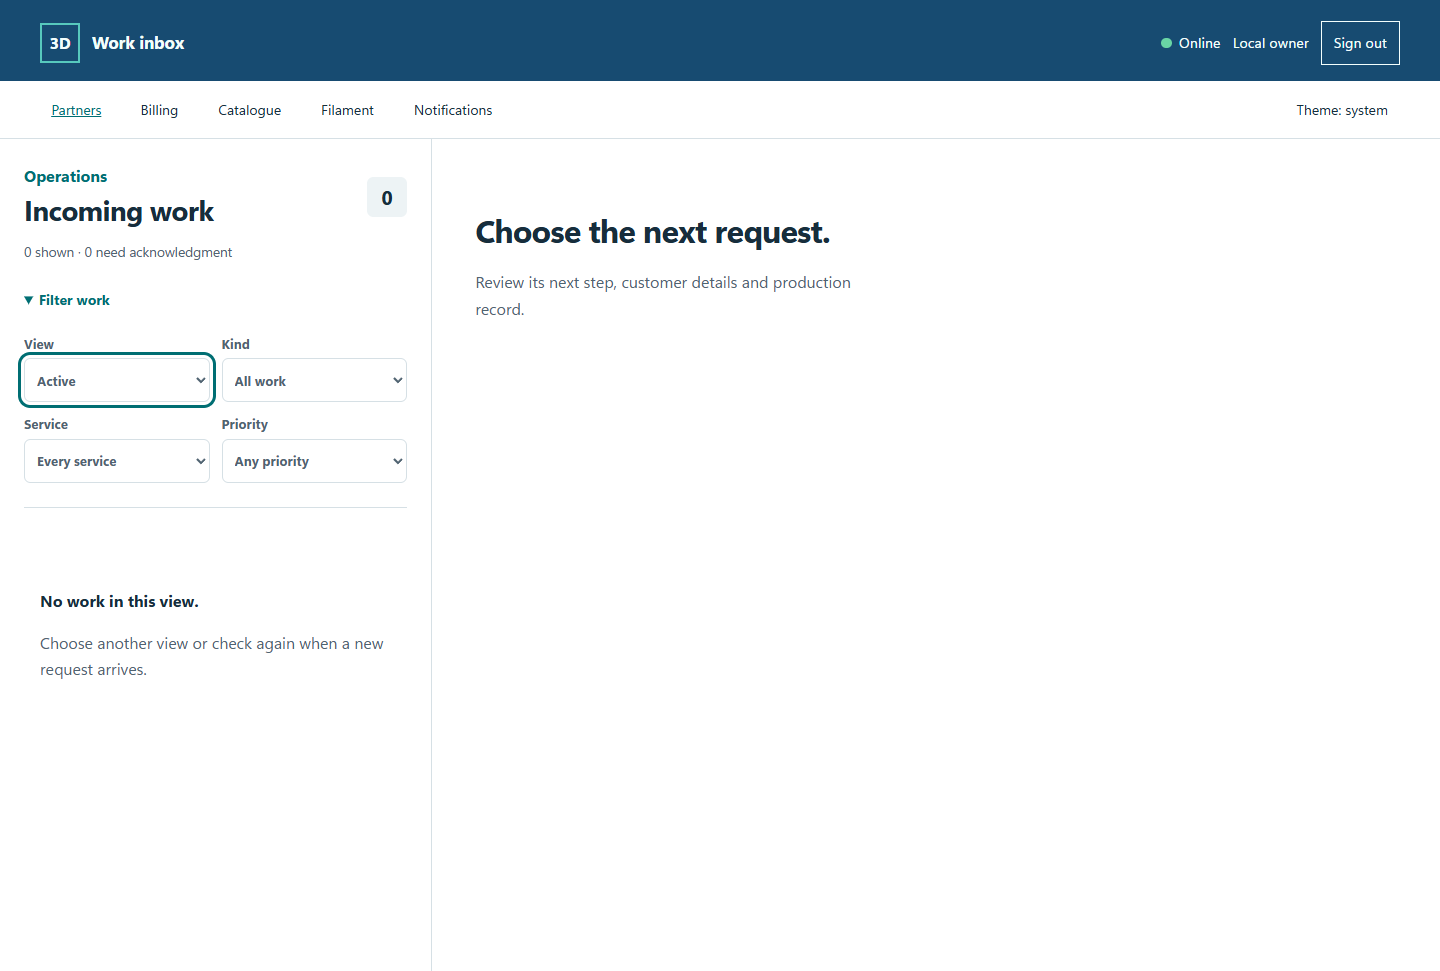 3D
Work inbox
Online
Local owner
Sign out
Partners
Billing
Catalogue
Filament
Notifications
Theme: system
Operations
Incoming work
0
0 shown · 0 need acknowledgment
▼ Filter work
View
Kind
Active
All work
Service
Priority
Every service
Any priority
No work in this view.
Choose another view or check again when a new
request arrives.
Choose the next request.
Review its next step, customer details and production
record.